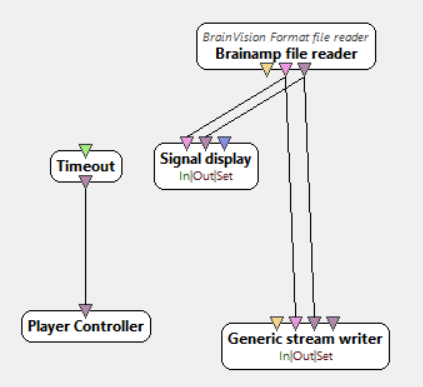 BrainVision Format file reader
Brainamp file reader
Timeout
Signal display
In|Out|Set
Player Controller
Generic stream writer
In|Out|Set